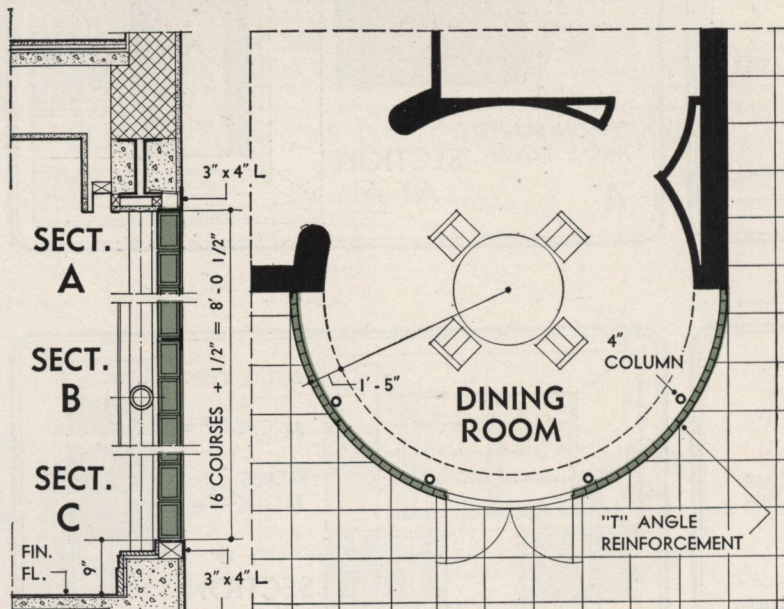 3" x 4" L
SECT.
A
SECT.
B
SECT.
C
16 COURSES + 1/2" = 8'-0 1/2"
FIN.
FL.
9"
3" x 4" L
1'-5"
4"
COLUMN
DINING
ROOM
"T" ANGLE
REINFORCEMENT